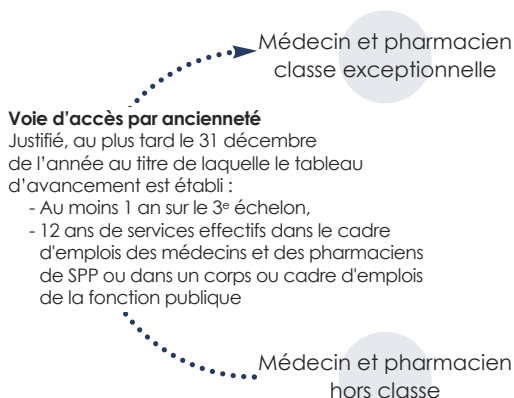 Médecin et pharmacien
classe exceptionnelle
Voie d'accès par ancienneté
Justifié, au plus tard le 31 décembre
de l'année au titre de laquelle le tableau
d'avancement est établi :
- Au moins 1 an sur le 3e échelon,
- 12 ans de services effectifs dans le cadre
d'emplois des médecins et des pharmaciens
de SPP ou dans un corps ou cadre d'emplois
de la fonction publique
Médecin et pharmacien
hors classe